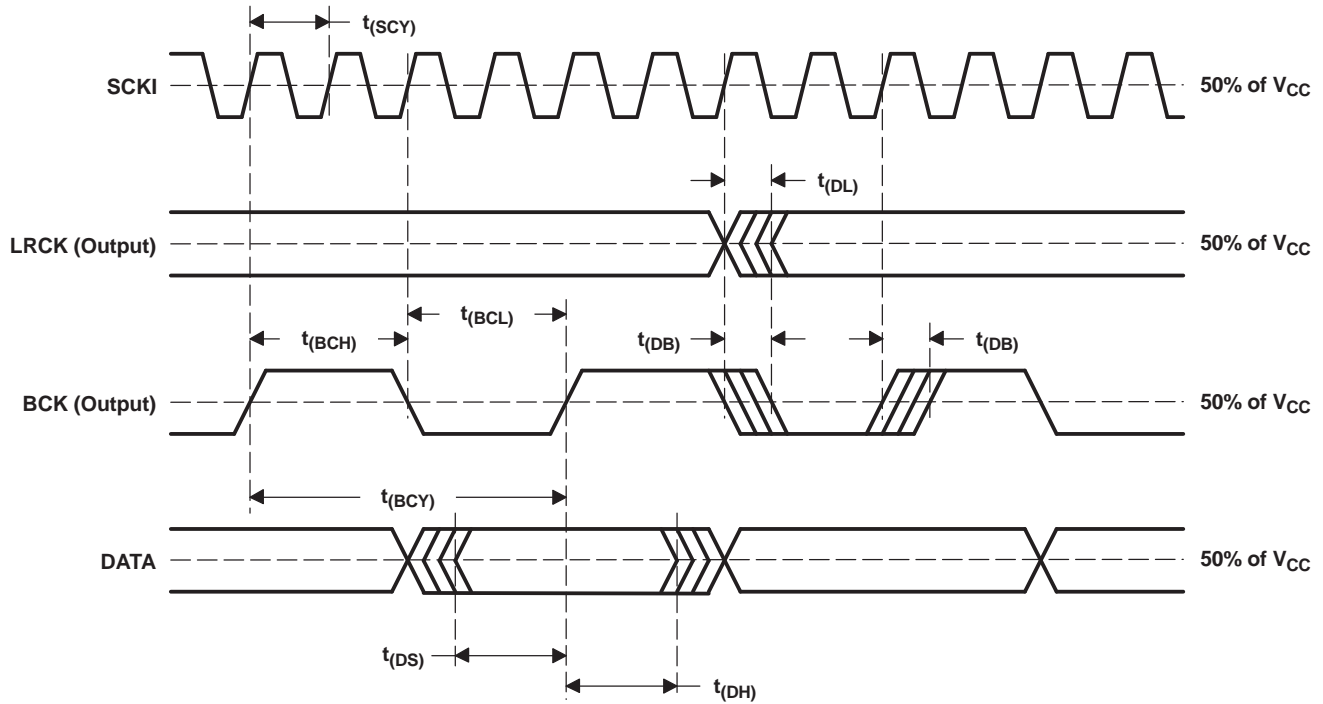 t(SCY)
SCKI
50% of VCC
t(DL)
LRCK (Output)
50% of VCC
t(BCL)
t(BCH)
t(DB)
t(DB)
BCK (Output)
50% of VCC
t(BCY)
DATA
50% of VCC
t(DS)
t(DH)